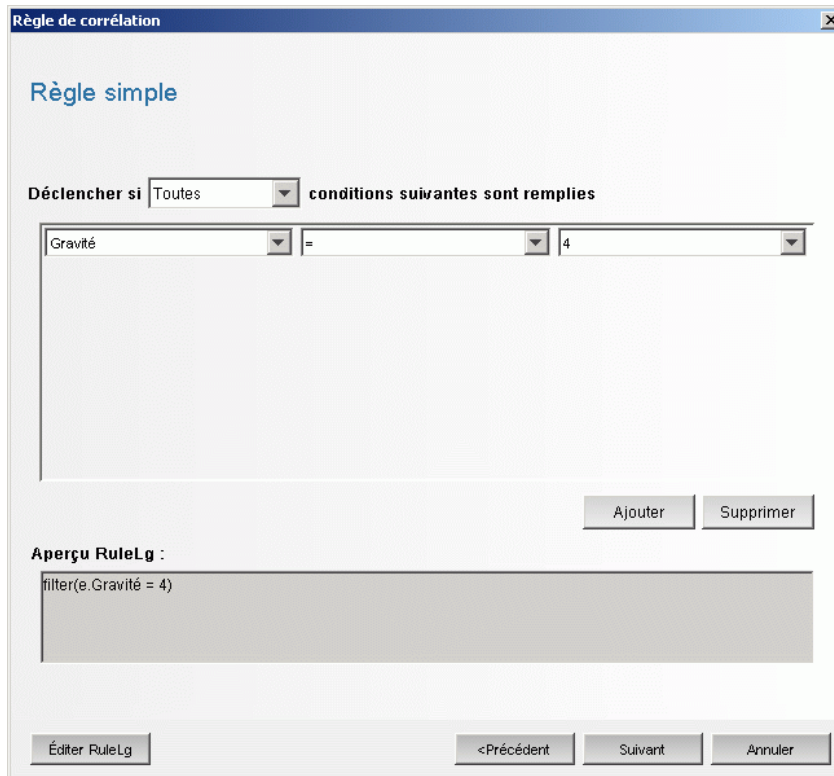 Règle de corrélation
Règle simple
Déclencher si Toutes conditions suivantes sont remplies
Gravité = 4
Ajouter Supprimer
Aperçu RuleLg :
filter(e.Gravité = 4)
Éditer RuleLg <Précédent Suivant Annuler